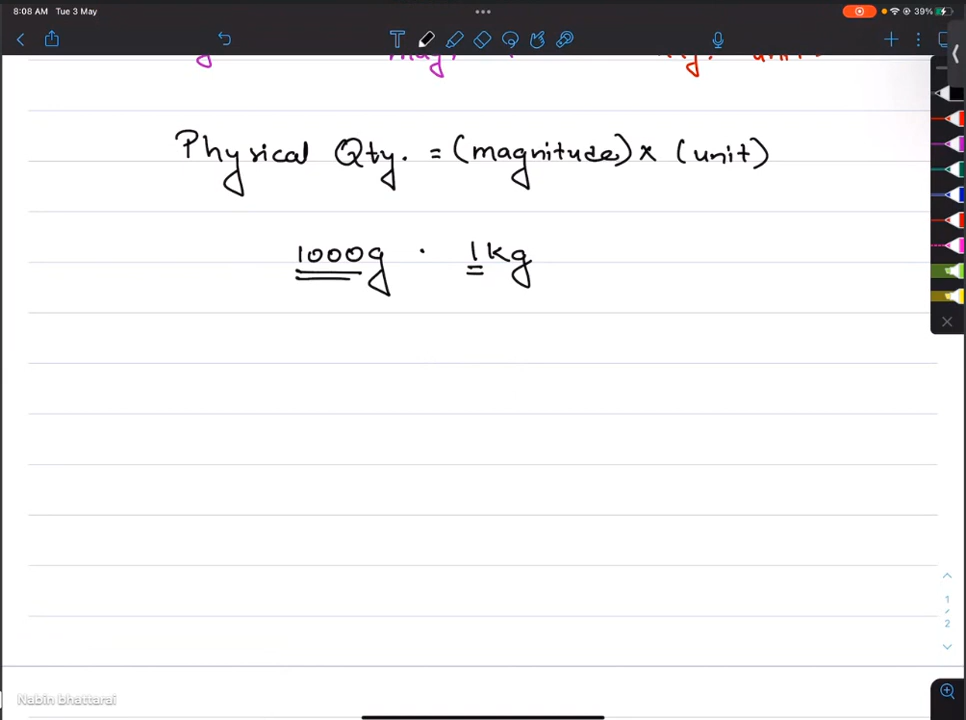 8:08 AM Tue 3 May
39%
Physical Qty. = (magnitude) × (unit)
1000g · 1kg
1
2
Nabin bhattarai